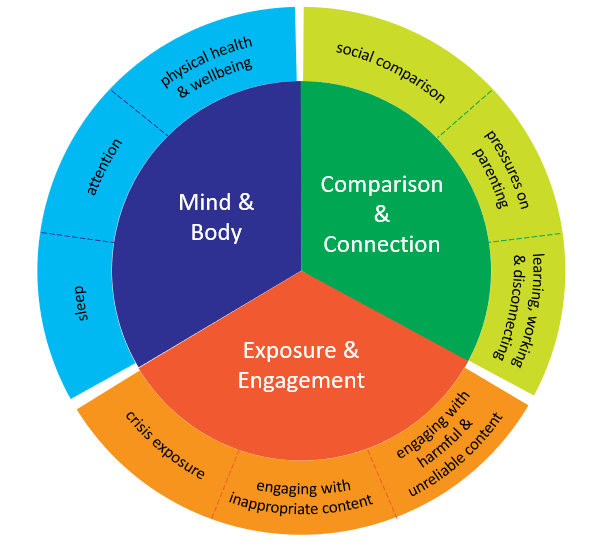 physical health
& wellbeing
attention
sleep
Mind &
Body
social comparison
pressures on
parenting
learning, working
& disconnecting
Comparison
&
Connection
Exposure &
Engagement
crisis exposure
engaging with
inappropriate content
engaging with
harmful &
unreliable content